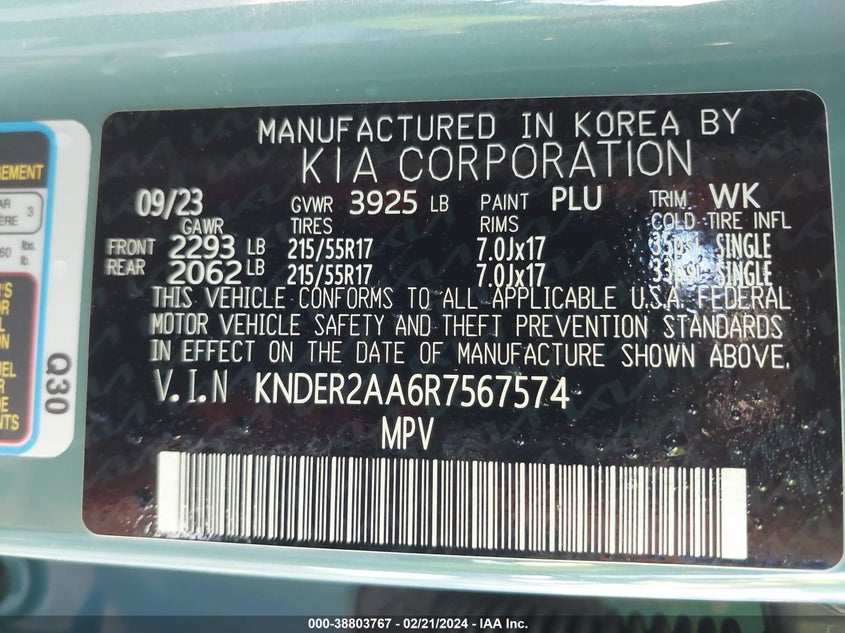 MANUFACTURED IN KOREA BY
KIA CORPORATION
09/23 GVWR 3925 LB PAINT PLU TRIM WK
GAWR TIRES RIMS COLD TIRE INFL
FRONT 2293 LB 215/55R17 7.0Jx17 SINGLE
REAR 2062 LB 215/55R17 7.0Jx17 SINGLE
THIS VEHICLE CONFORMS TO ALL APPLICABLE U.S.A. FEDERAL
MOTOR VEHICLE SAFETY AND THEFT PREVENTION STANDARDS
IN EFFECT ON THE DATE OF MANUFACTURE SHOWN ABOVE.
V.I.N KNDER2AA6R7567574
MPV
Q30
3
lbs.
lb.
000-38803767 - 02/21/2024 - IAA Inc.